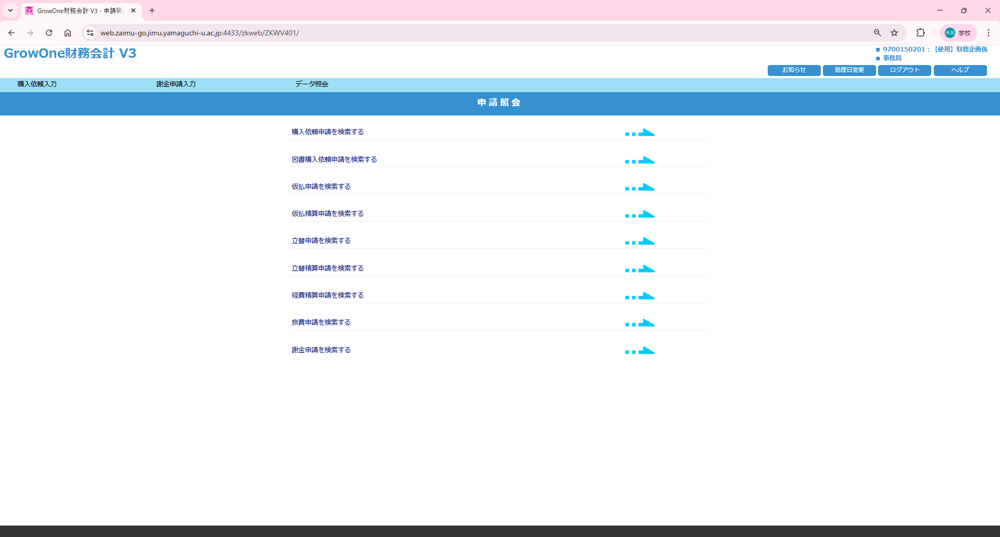 GrowOne財務会計 V3 - 申請照
web.zaimu-go.jimu.yamaguchi-u.ac.jp:4433/zkweb/ZKWV401/
秀見 学校
GrowOne財務会計 V3
■ 9700150201：【使用】財務企画係
■ 事務局
お知らせ 処理日変更 ログアウト ヘルプ
購入依頼入力 謝金申請入力 データ照会
申請照会
購入依頼申請を検索する
図書購入依頼申請を検索する
仮払申請を検索する
仮払精算申請を検索する
立替申請を検索する
立替精算申請を検索する
経費精算申請を検索する
旅費申請を検索する
謝金申請を検索する